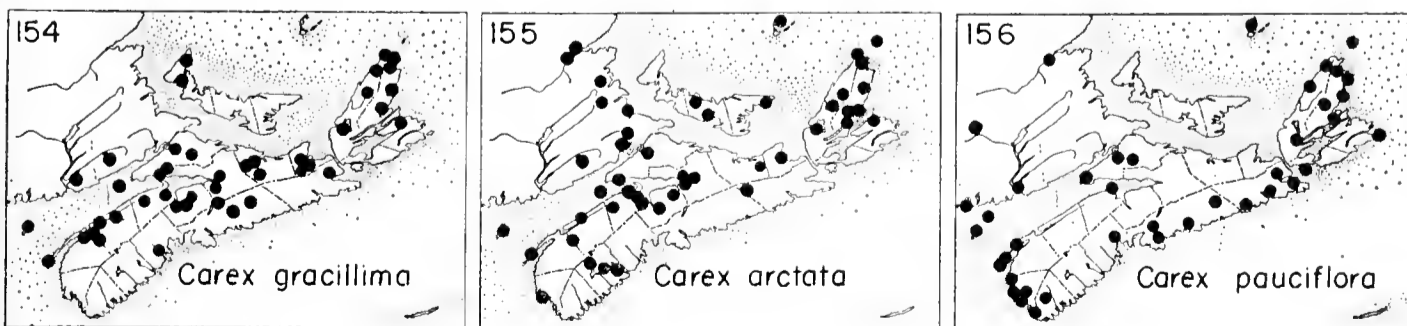 154
Carex gracillima
155
Carex arctata
156
Carex pauciflora